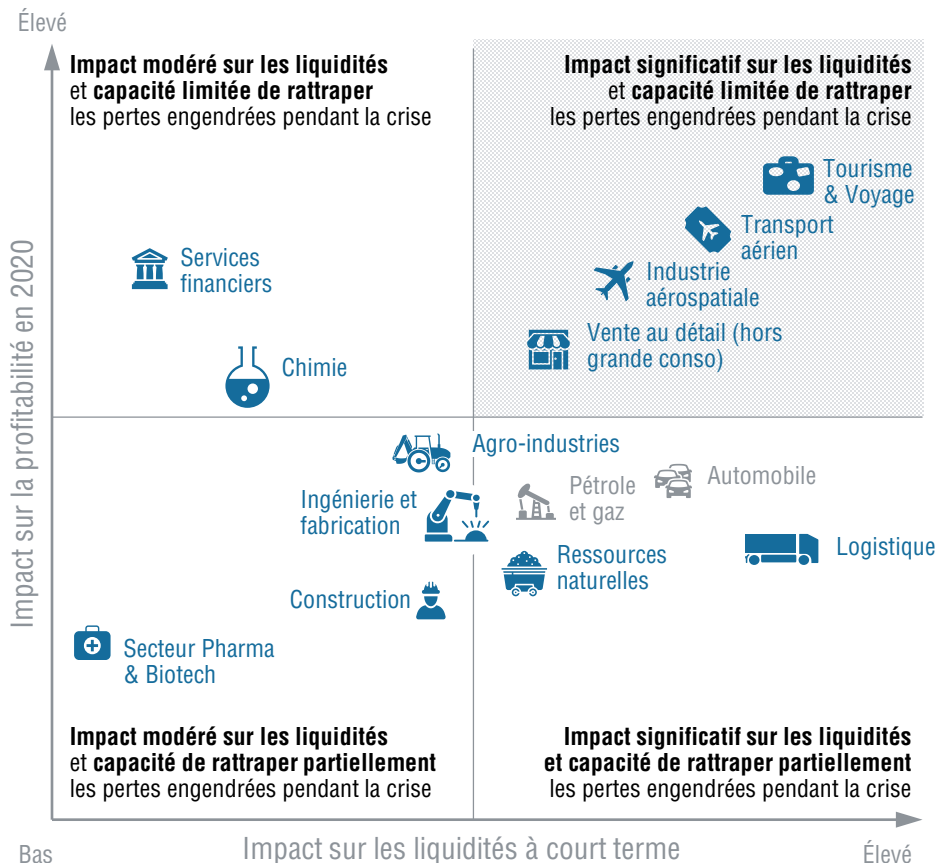 Élevé
Impact modéré sur les liquidités
et capacité limitée de rattraper
les pertes engendrées pendant la crise
Impact significatif sur les liquidités
et capacité limitée de rattraper
les pertes engendrées pendant la crise
Tourisme
& Voyage
Transport
aérien
Services
financiers
Industrie
aérospatiale
Vente au détail (hors
grande conso)
Chimie
Impact sur la profitabilité en 2020
Agro-industries
Ingénierie et
fabrication
Pétrole
et gaz
Automobile
Logistique
Ressources
naturelles
Construction
Secteur Pharma
& Biotech
Impact modéré sur les liquidités
et capacité de rattraper partiellement
les pertes engendrées pendant la crise
Impact significatif sur les liquidités
et capacité de rattraper partiellement
les pertes engendrées pendant la crise
Bas
Impact sur les liquidités à court terme
Élevé